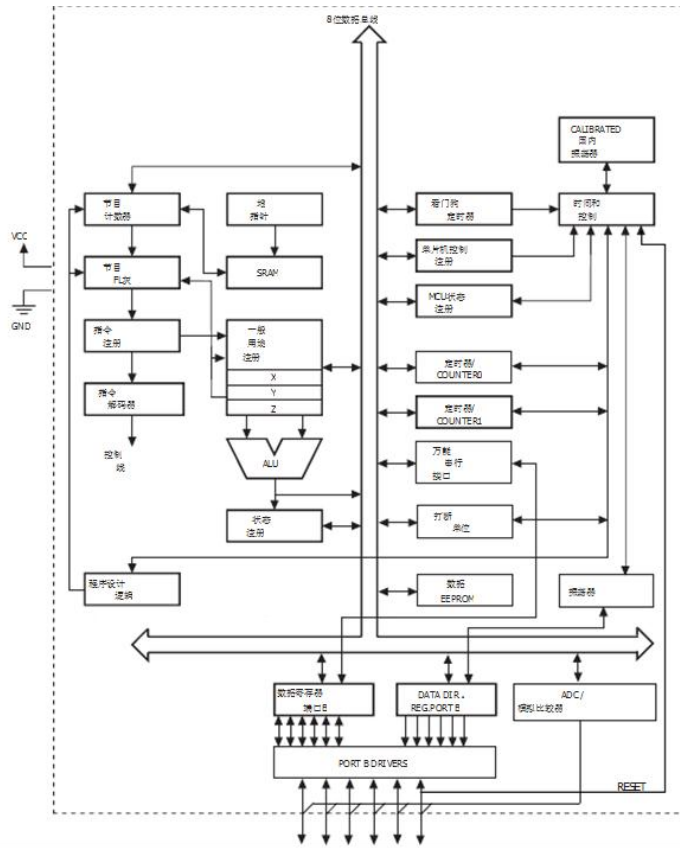 8位数据总线
CALIBRATED
国内
振荡器
节目
计数器
堆
指针
看门狗
定时器
时间和
控制
VCC
节目
FL灰
SRAM
单片机控制
注册
MCU状态
注册
GND
指令
注册
一般
用途
注册
X
Y
Z
定时器/
COUNTER0
指令
解码器
定时器/
COUNTER1
控制
线
ALU
万能
串行
接口
状态
注册
打断
单位
程序设计
逻辑
数据
EEPROM
振荡器
数据寄存器
端口B
DATA DIR.
REG.PORT B
ADC/
模拟比较器
PORT B DRIVERS
RESET